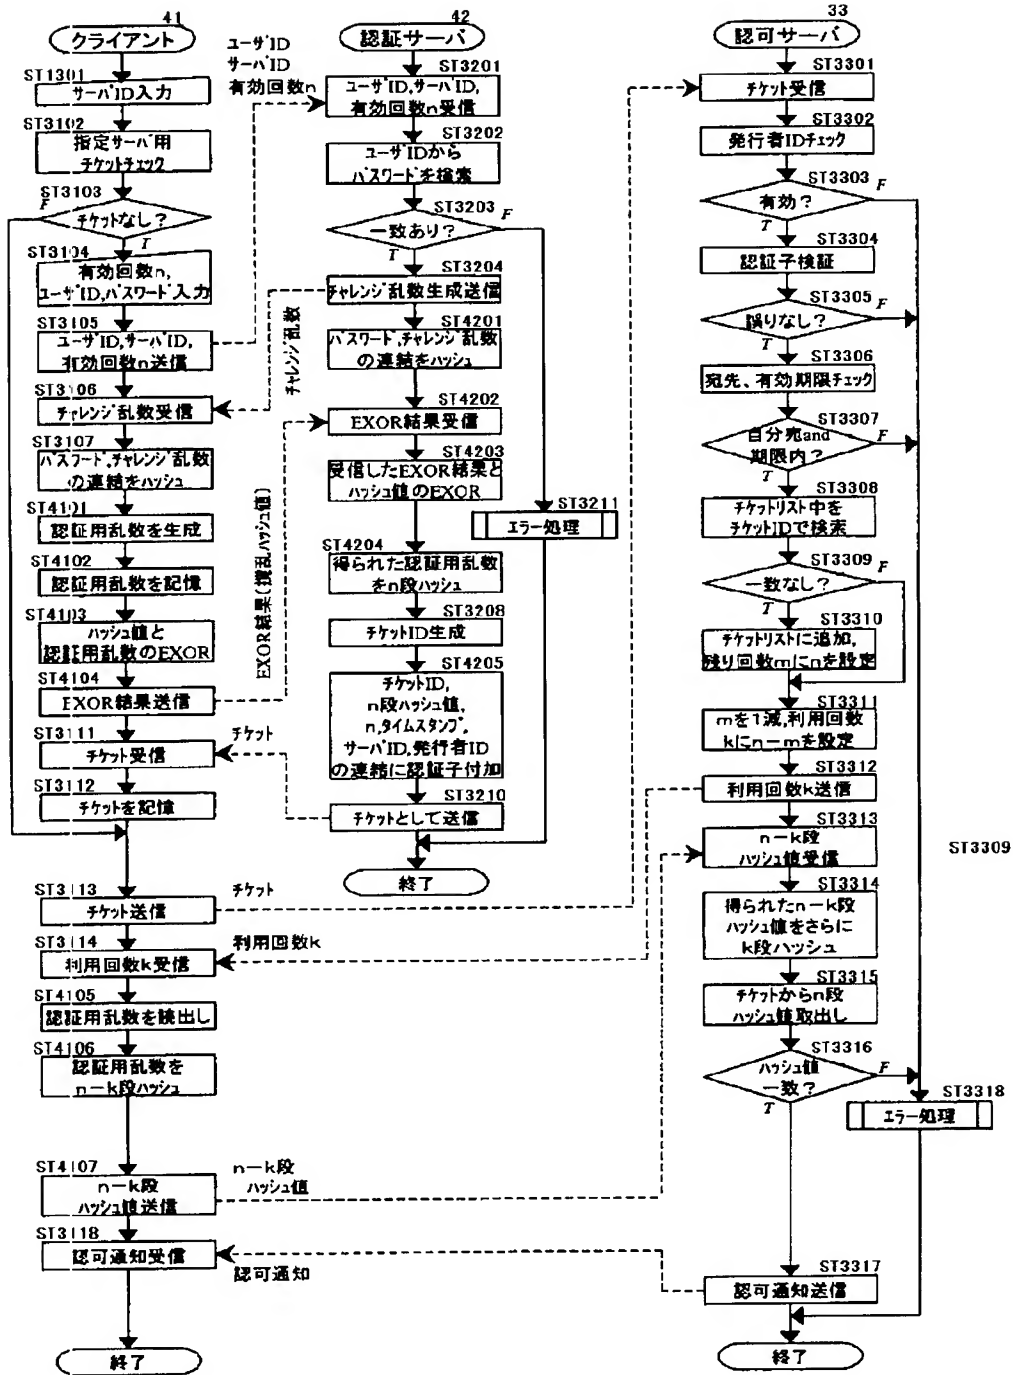 41
クライアント
ST1301
サーバID入力
ST3102
指定サーバ用
チケットチェック
ST3103
F
チケットなし?
T
ST3104
有効回数n,
ユーザID,パスワード入力
ST3105
ユーザID,サーバID,
有効回数n送信
ST3106
チャレンジ乱数受信
ST3107
パスワード,チャレンジ乱数
の連結をハッシュ
ST4101
認証用乱数を生成
ST4102
認証用乱数を記憶
ST4103
ハッシュ値と
認証用乱数のEXOR
ST4104
EXOR結果送信
ST3111
チケット受信
ST3112
チケットを記憶
ST3113
チケット送信
ST3114
利用回数k受信
ST4105
認証用乱数を読出し
ST4106
認証用乱数を
n-k段ハッシュ
ST4107
n-k段
ハッシュ値送信
ST3118
認可通知受信
終了
ユーザID
サーバID
有効回数n
チャレンジ乱数
EXOR結果(攪乱ハッシュ値)
チケット
チケット
利用回数k
n-k段
ハッシュ値
認可通知
42
認証サーバ
ST3201
ユーザID,サーバID,
有効回数n受信
ST3202
ユーザIDから
パスワードを検索
ST3203
F
一致あり?
T
ST3204
チャレンジ乱数生成送信
ST4201
パスワード,チャレンジ乱数
の連結をハッシュ
ST4202
EXOR結果受信
ST4203
受信したEXOR結果と
ハッシュ値のEXOR
ST3211
エラー処理
ST4204
得られた認証用乱数
をn段ハッシュ
ST3208
チケットID生成
ST4205
チケットID,
n段ハッシュ値,
n,タイムスタンプ,
サーバID,発行者ID
の連結に認証子付加
ST3210
チケットとして送信
終了
33
認可サーバ
ST3301
チケット受信
ST3302
発行者IDチェック
ST3303
F
有効?
T
ST3304
認証子検証
ST3305
F
誤りなし?
T
ST3306
宛先、有効期限チェック
ST3307
自分宛and
F
期限内?
T
ST3308
チケットリスト中を
チケットIDで検索
ST3309
F
一致なし?
T
ST3310
チケットリストに追加,
残り回数mにnを設定
ST3311
mを1減,利用回数
kにn-mを設定
ST3312
利用回数k送信
ST3313
n-k段
ハッシュ値受信
ST3309
ST3314
得られたn-k段
ハッシュ値をさらに
k段ハッシュ
ST3315
チケットからn段
ハッシュ値取出し
ST3316
ハッシュ値
F
一致?
T
ST3318
エラー処理
ST3317
認可通知送信
終了